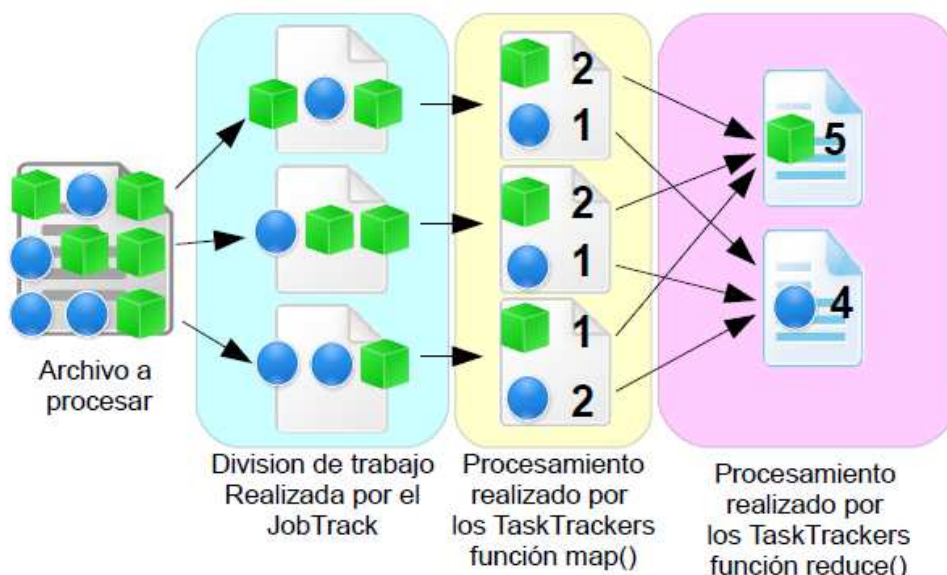 2
1
2
1
1
2
5
4
Archivo a
procesar
Division de trabajo
Realizada por el
JobTrack
Procesamiento
realizado por
los TaskTrackers
función map()
Procesamiento
realizado por
los TaskTrackers
función reduce()